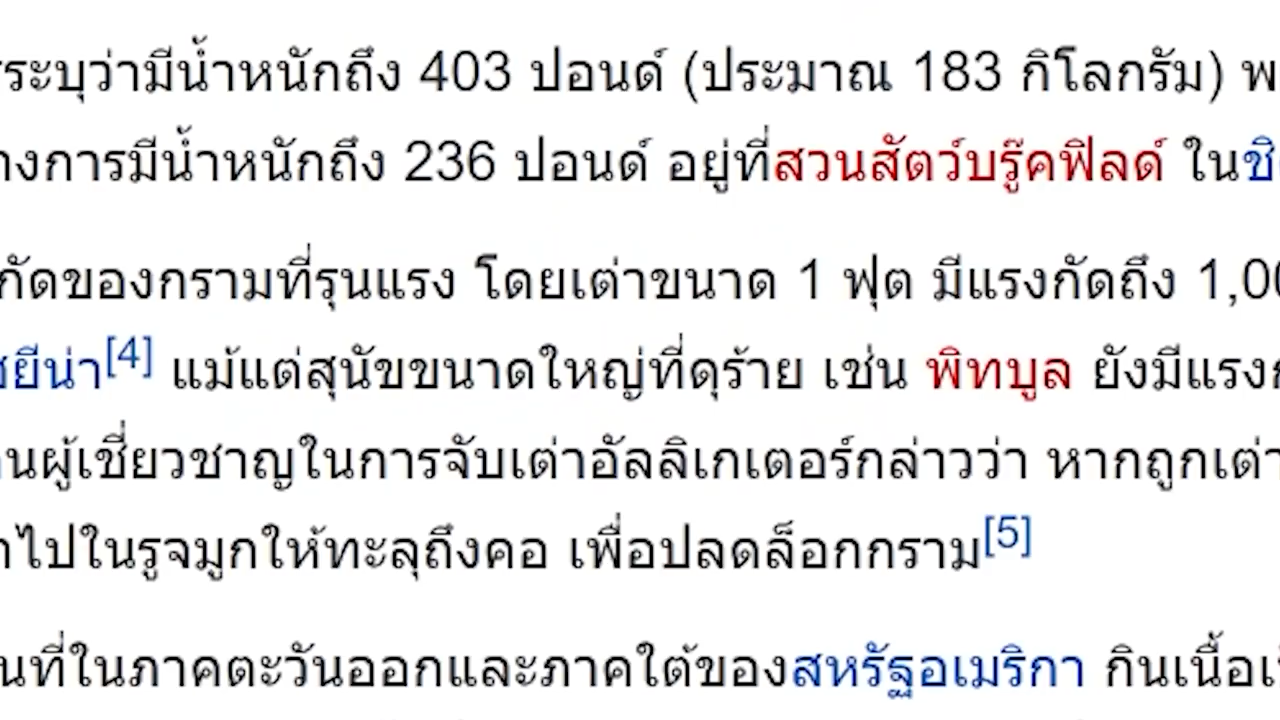 ระบุว่ามีน้ำหนักถึง 403 ปอนด์ (ประมาณ 183 กิโลกรัม)
างการมีน้ำหนักถึง 236 ปอนด์ อยู่ที่สวนสัตว์บรู๊คฟิลด์ ใน
กัดของกรามที่รุนแรง โดยเต่าขนาด 1 ฟุต มีแรงกัดถึง 1,00
ฮยีน่า[4] แม้แต่สุนัขขนาดใหญ่ที่ดุร้าย เช่น พิทบูล ยังมีแรง
นผู้เชี่ยวชาญในการจับเต่าอัลลิเกเตอร์กล่าวว่า หากถูกเต่า
ไปในรูจมูกให้ทะลุถึงคอ เพื่อปลดล็อกกราม[5]
นที่ในภาคตะวันออกและภาคใต้ของสหรัฐอเมริกา กินเนื้อ